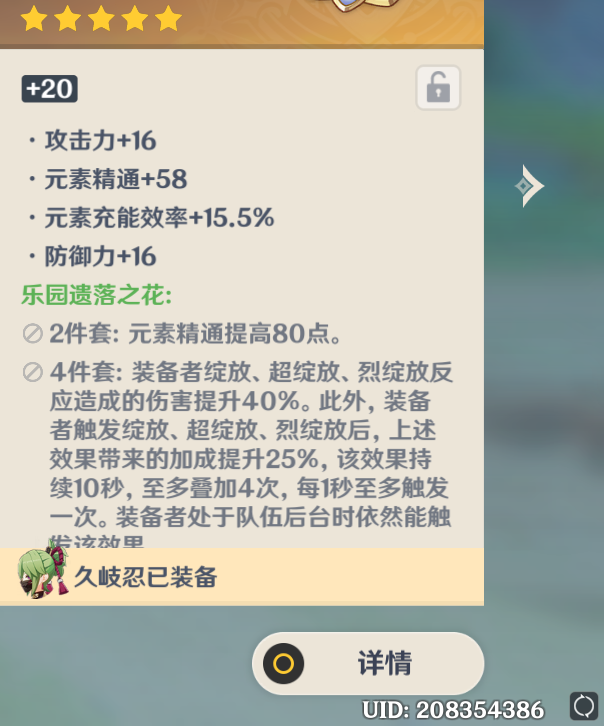 +20
·攻击力+16
·元素精通+58
·元素充能效率+15.5%
·防御力+16
乐园遗落之花:
2件套: 元素精通提高80点。
4件套: 装备者绽放、超绽放、烈绽放反
应造成的伤害提升40%。此外, 装备
者触发绽放、超绽放、烈绽放后, 上述
效果带来的加成提升25%, 该效果持
续10秒, 至多叠加4次, 每1秒至多触发
一次。装备者处于队伍后台时依然能触
发该效果
久岐忍已装备
详情
UID: 208354386